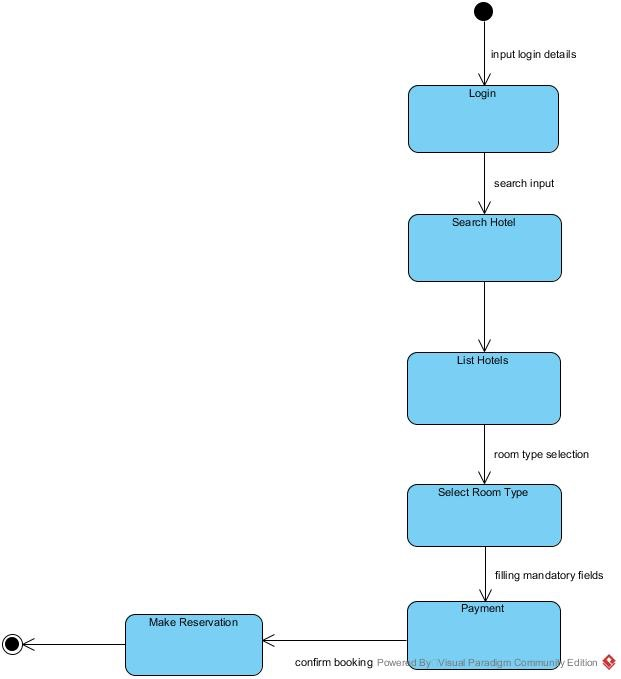 input login details
Login
search input
Search Hotel
List Hotels
room type selection
Select Room Type
filling mandatory fields
Payment
Make Reservation
confirm booking
Powered By Visual Paradigm Community Edition